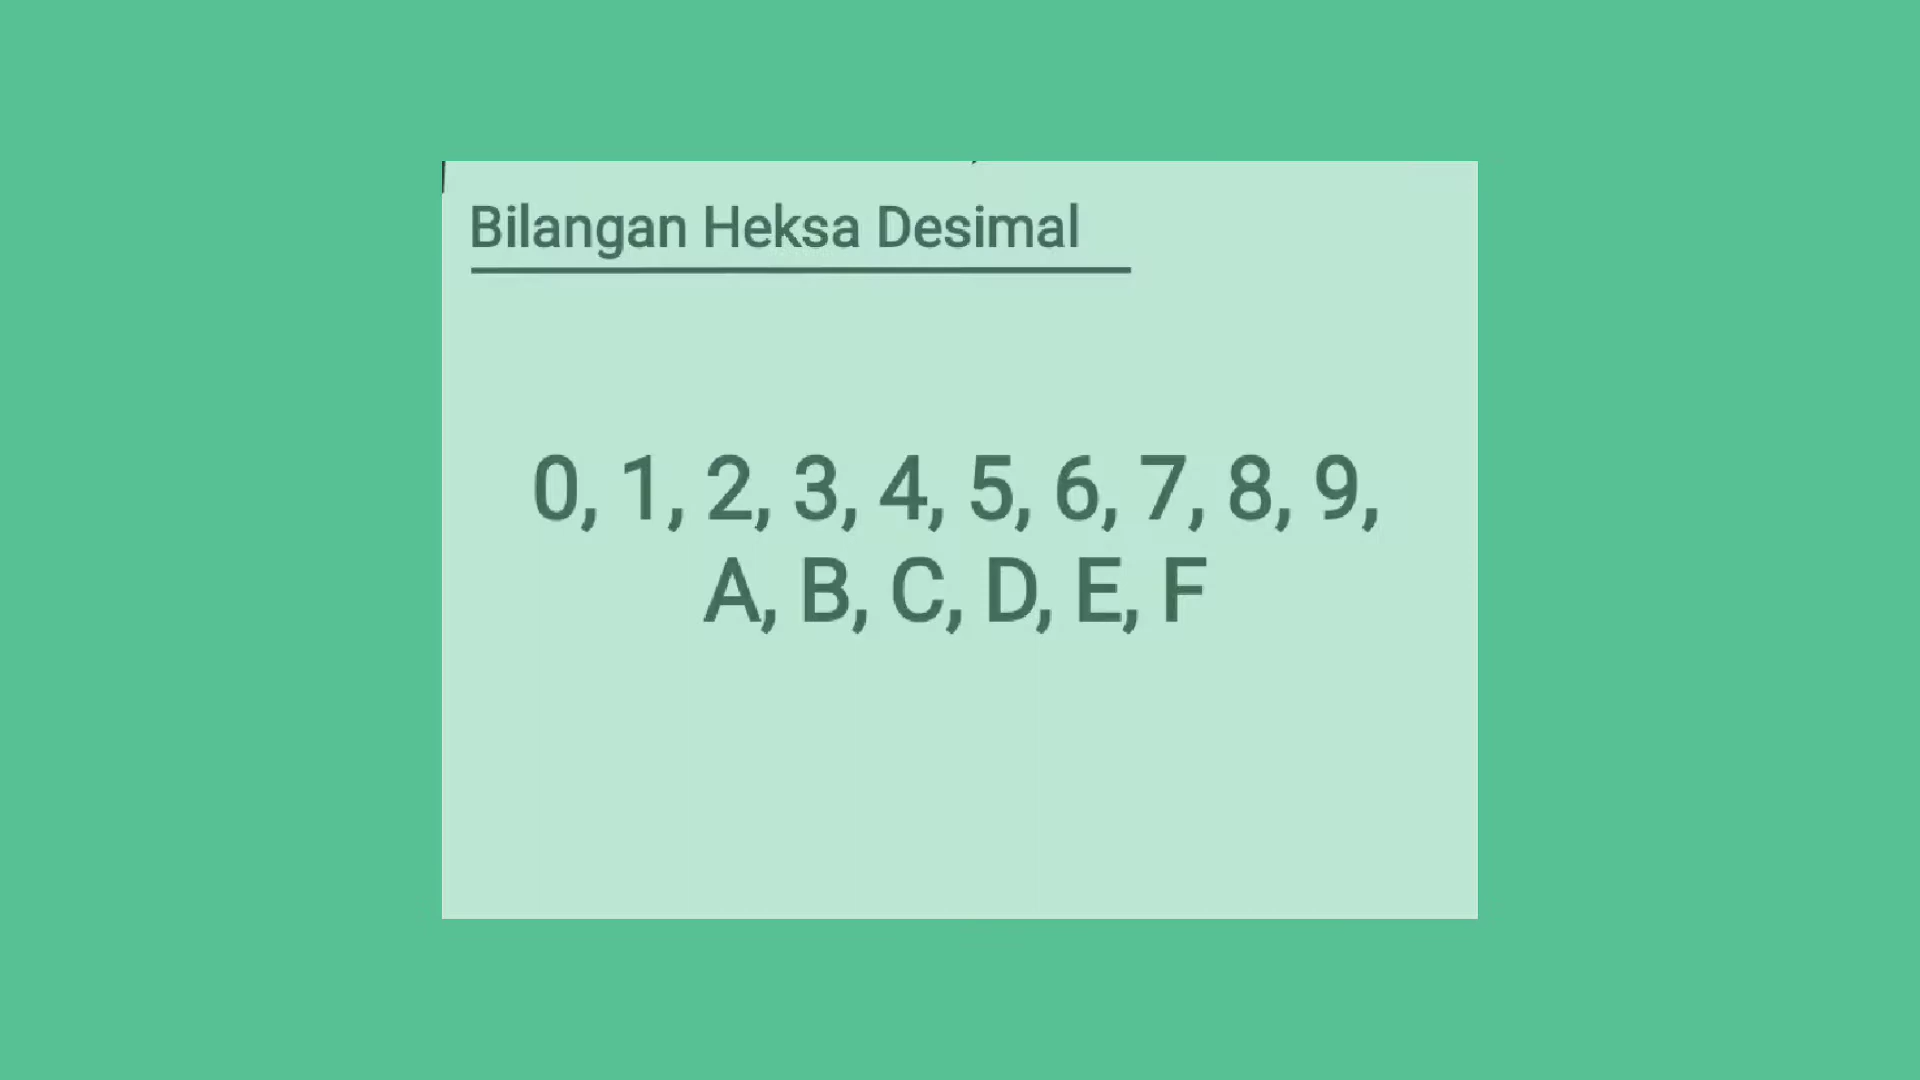 Bilangan Heksa Desimal
0, 1, 2, 3, 4, 5, 6, 7, 8, 9,
A, B, C, D, E, F